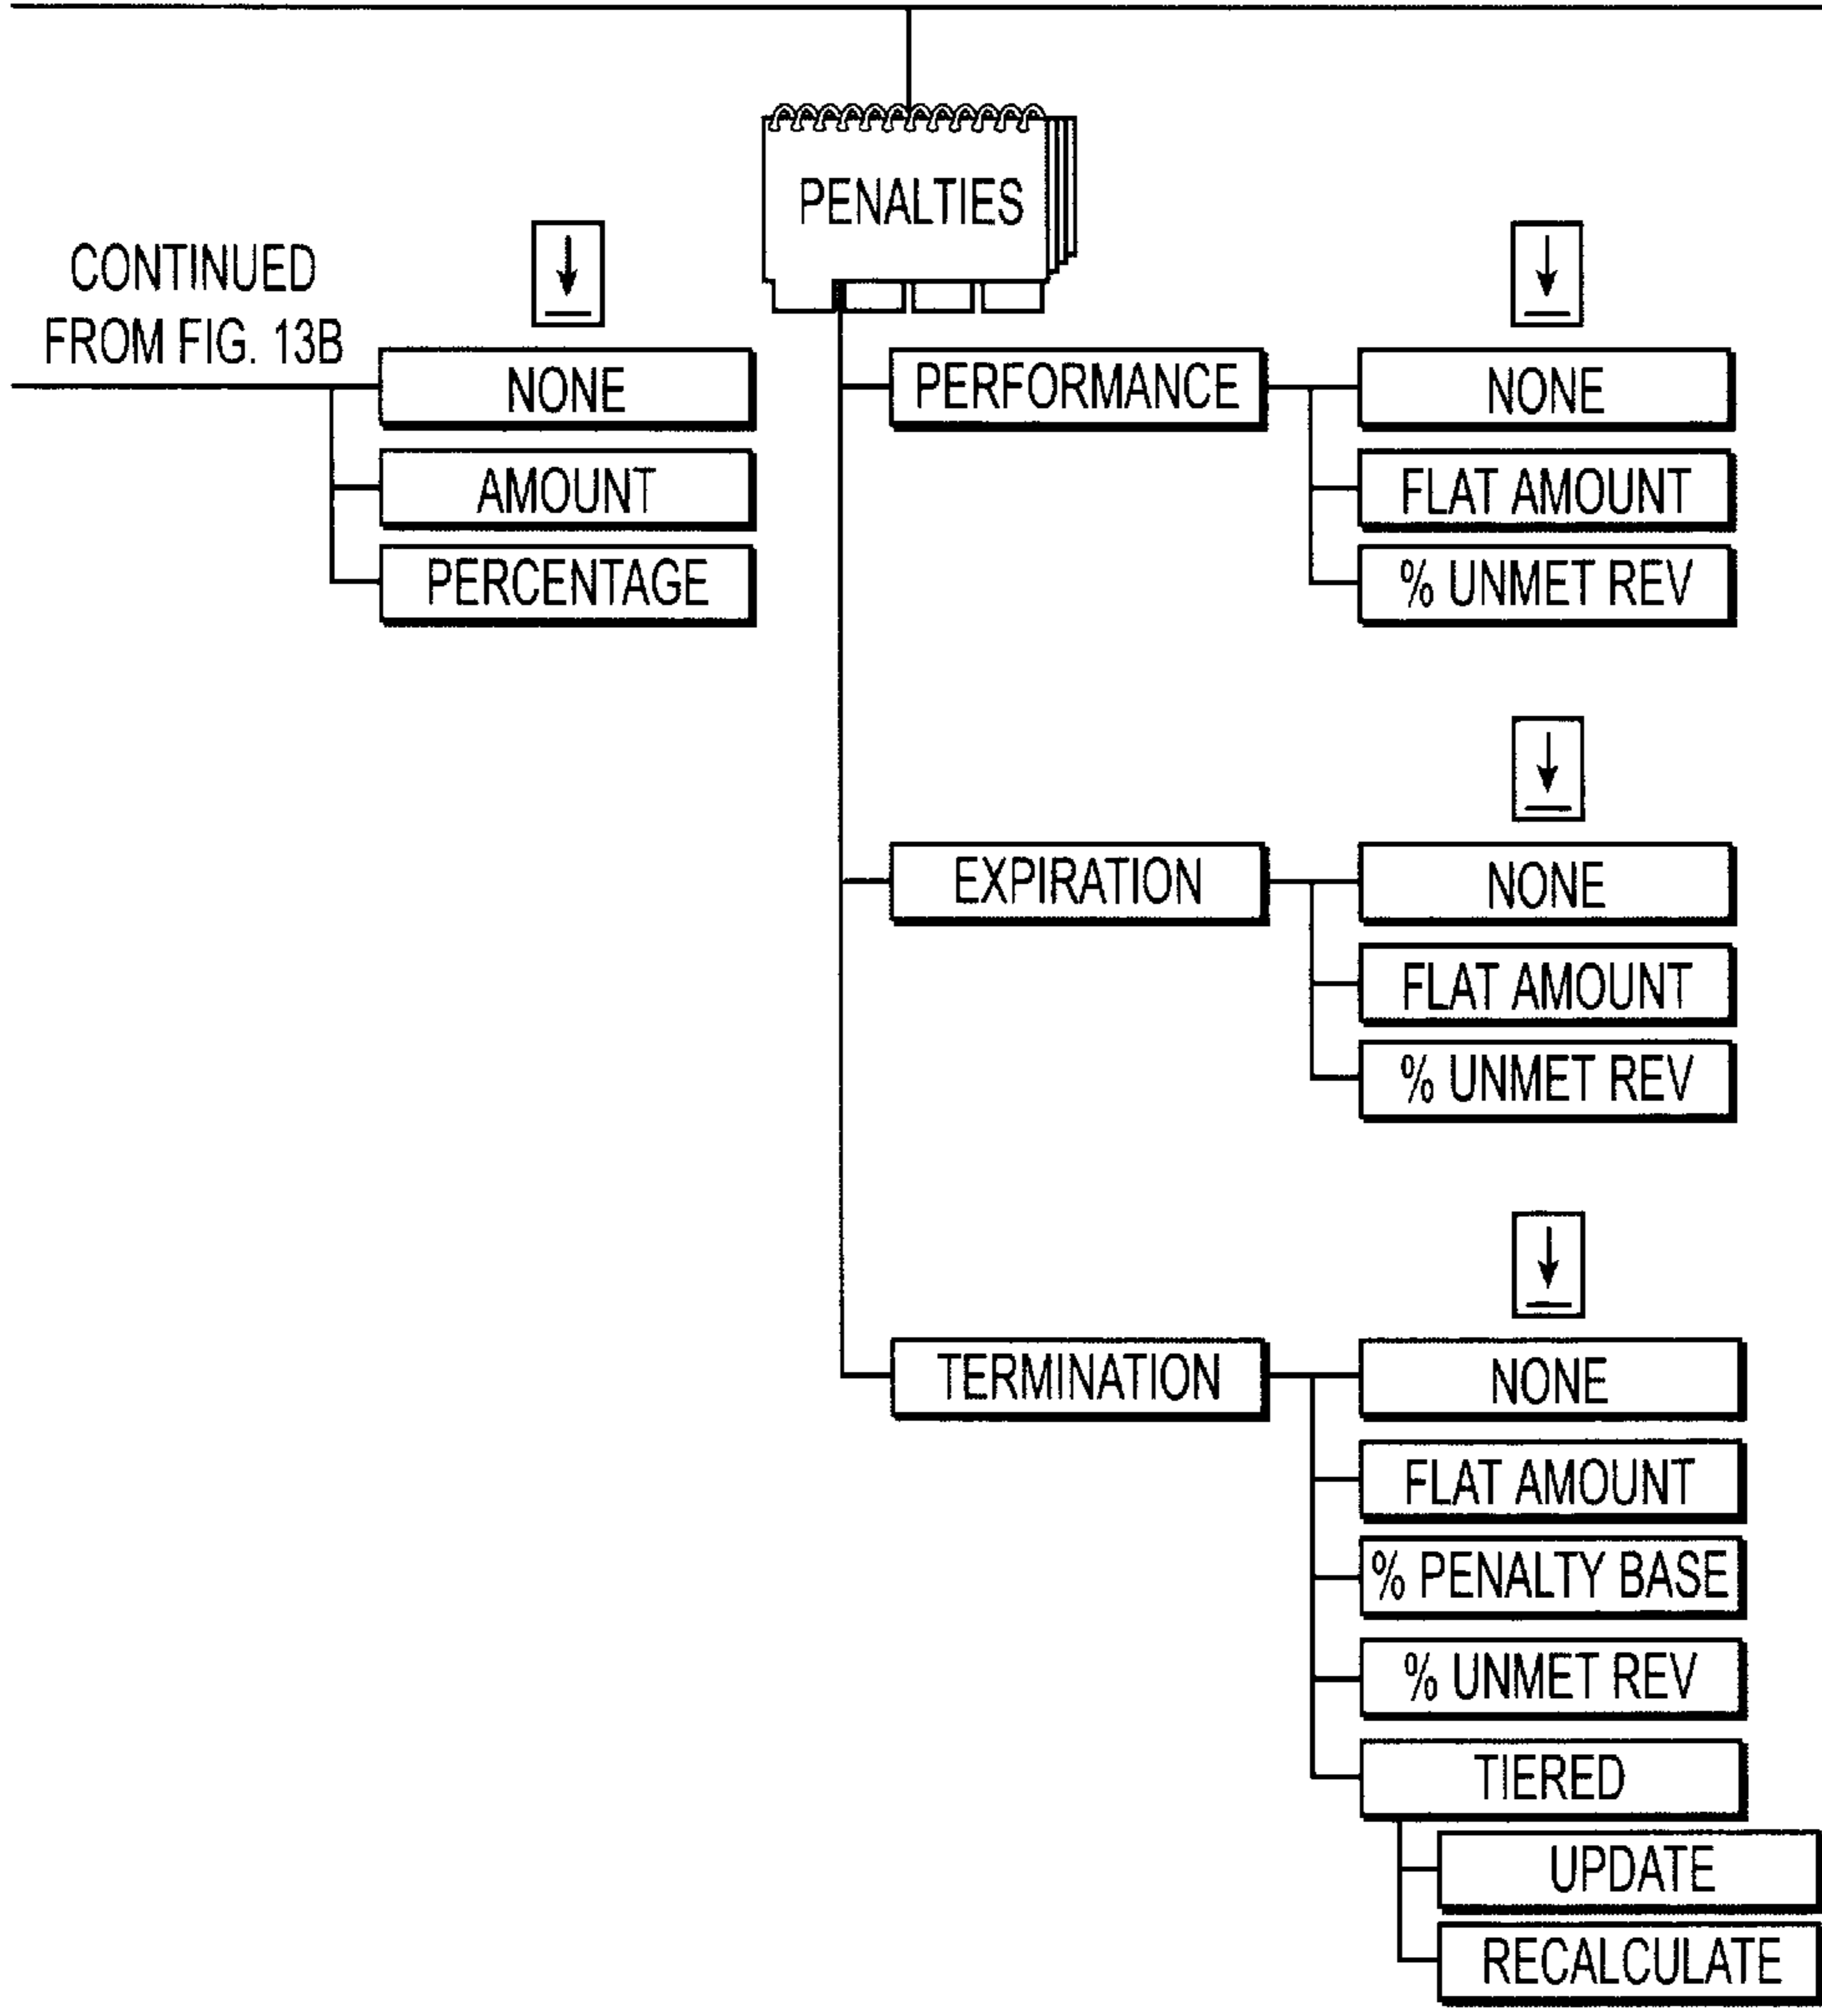 PENALTIES
CONTINUED
FROM FIG. 13B
NONE
AMOUNT
PERCENTAGE
PERFORMANCE
NONE
FLAT AMOUNT
% UNMET REV
EXPIRATION
NONE
FLAT AMOUNT
% UNMET REV
TERMINATION
NONE
FLAT AMOUNT
% PENALTY BASE
% UNMET REV
TIERED
UPDATE
RECALCULATE